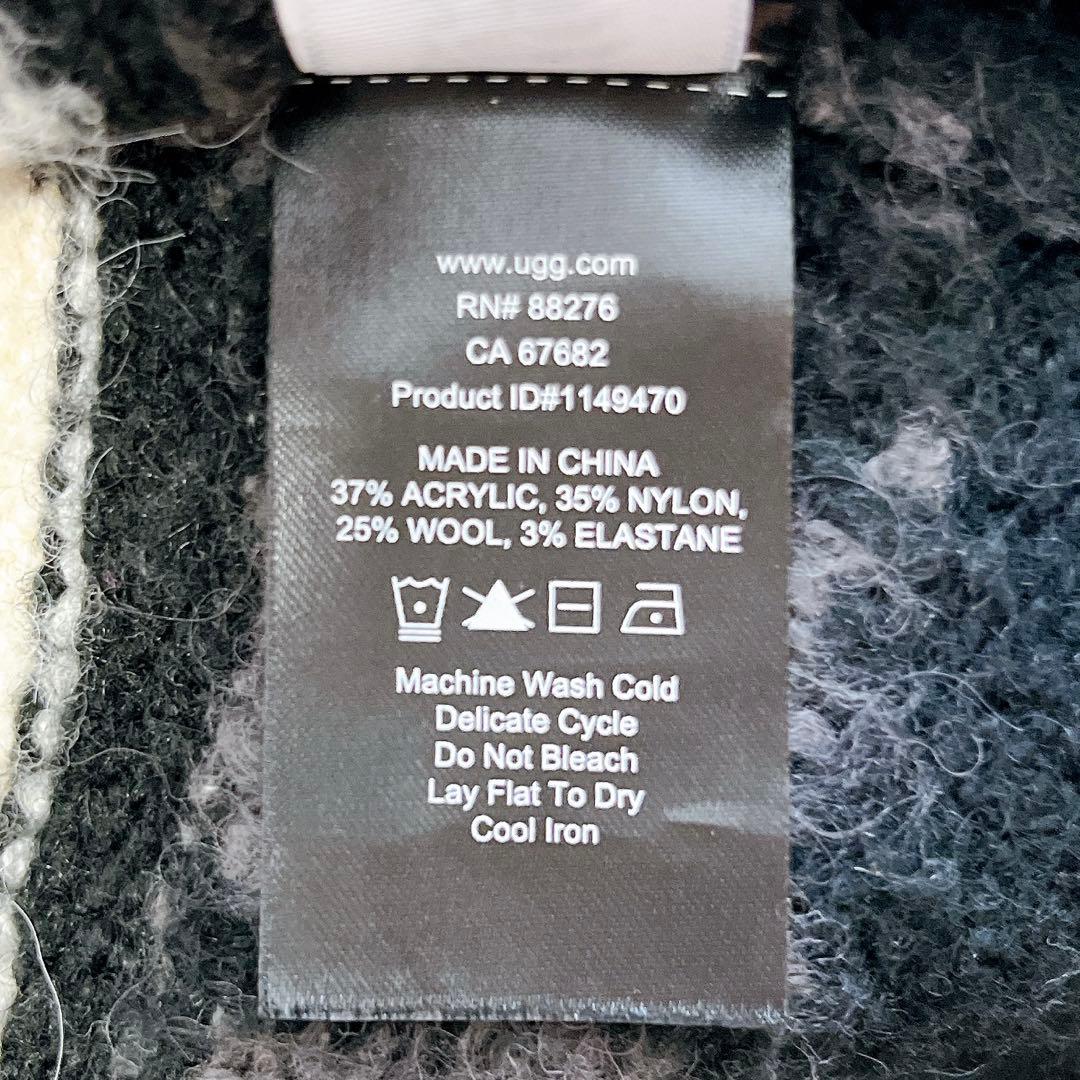 www.ugg.com
RN# 88276
CA 67682
Product ID#1149470
MADE IN CHINA
37% ACRYLIC, 35% NYLON,
25% WOOL, 3% ELASTANE
Machine Wash Cold
Delicate Cycle
Do Not Bleach
Lay Flat To Dry
Cool Iron